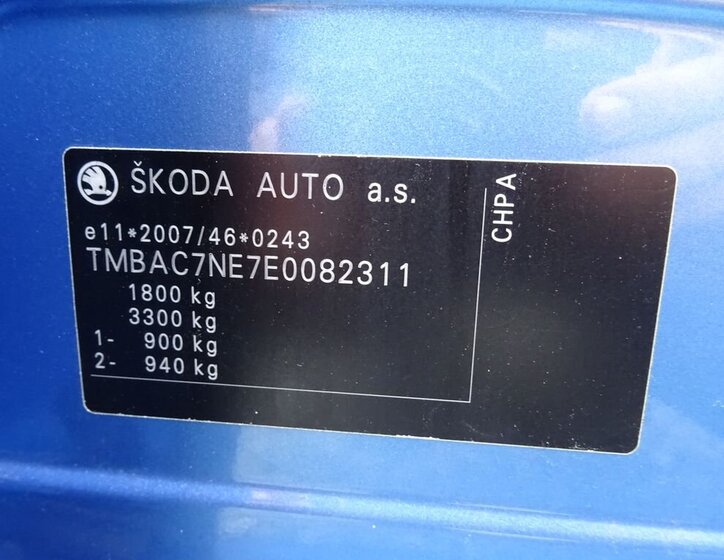 ŠKODA AUTO a.s.
e11*2007/46*0243
TMBAC7NE7E0082311
1800 kg
3300 kg
1- 900 kg
2- 940 kg
CHPA